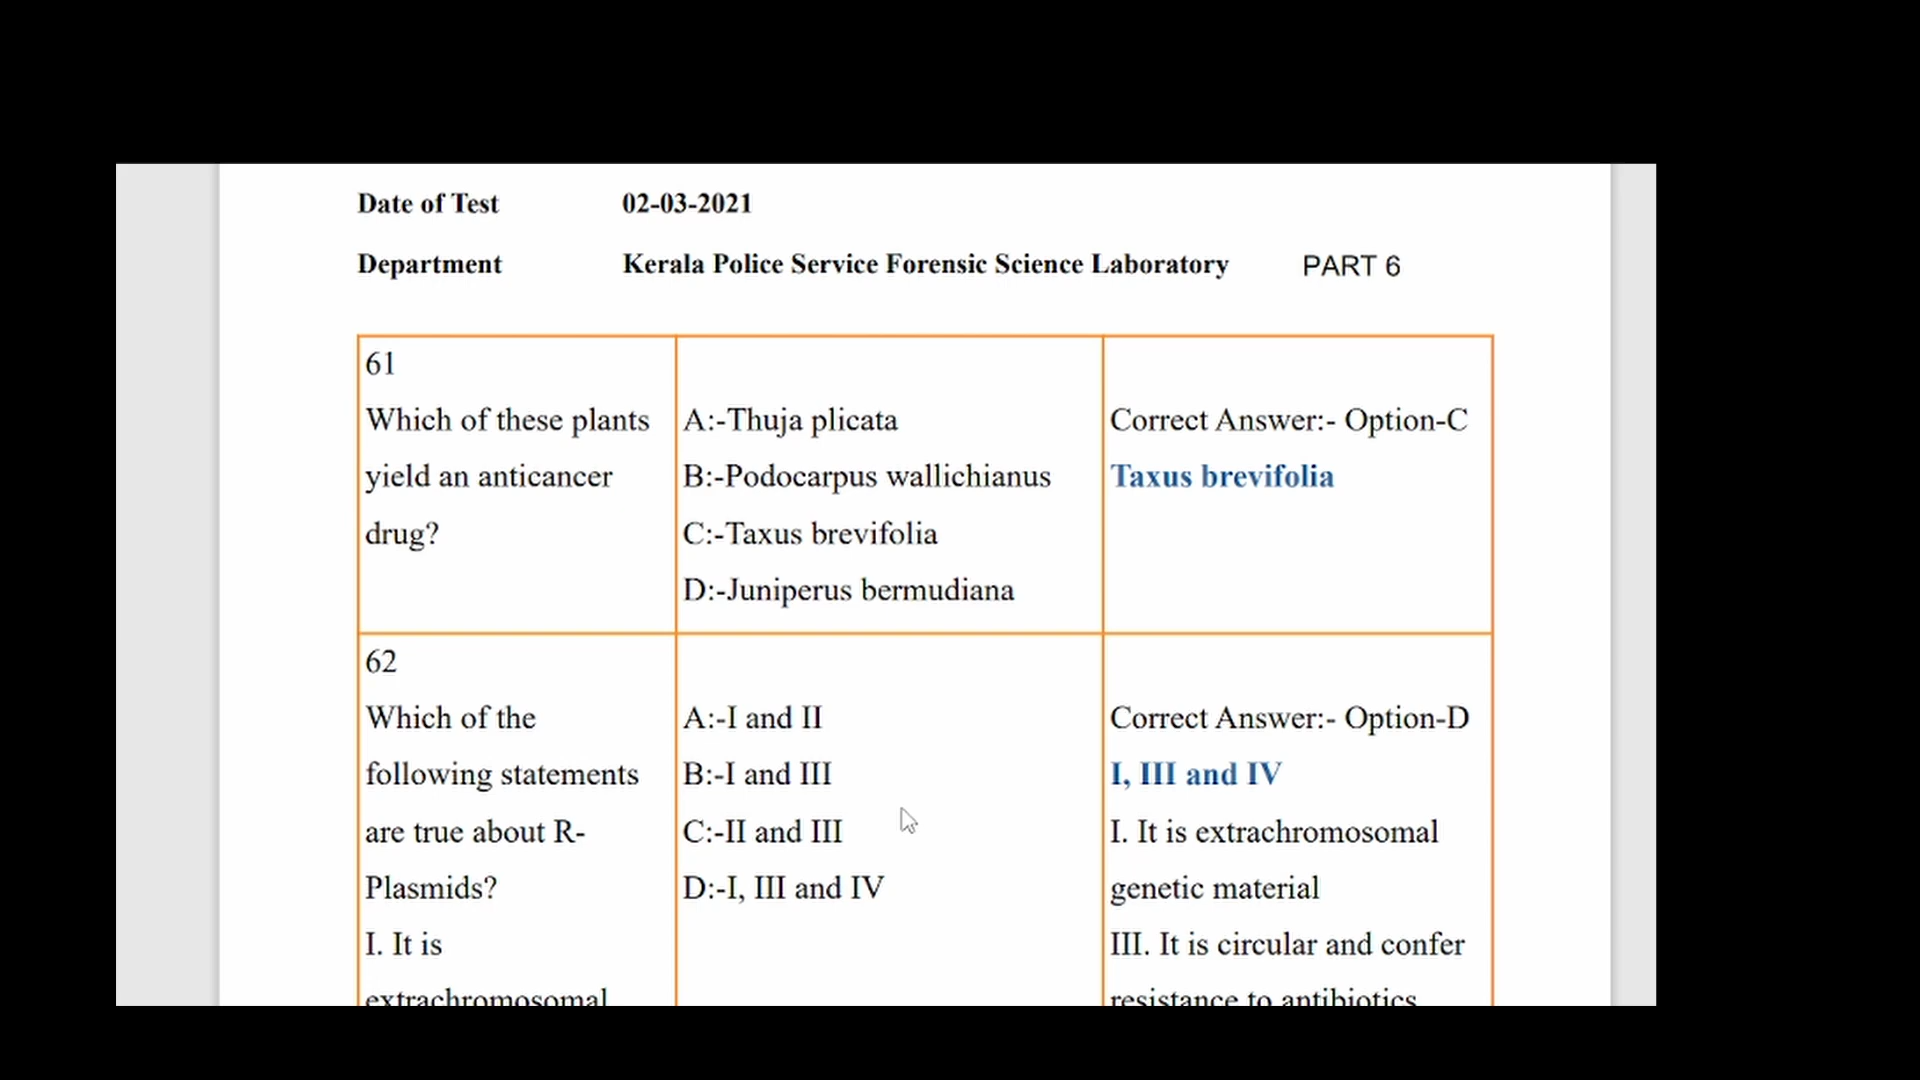 Date of Test 02-03-2021
Department Kerala Police Service Forensic Science Laboratory PART 6
61
Which of these plants
yield an anticancer
drug?
A:-Thuja plicata
B:-Podocarpus wallichianus
C:-Taxus brevifolia
D:-Juniperus bermudiana
Correct Answer:- Option-C
Taxus brevifolia
62
Which of the
following statements
are true about R-
Plasmids?
I. It is
extrachromosomal
A:-I and II
B:-I and III
C:-II and III
D:-I, III and IV
Correct Answer:- Option-D
I, III and IV
I. It is extrachromosomal
genetic material
III. It is circular and confer
resistance to antibiotics